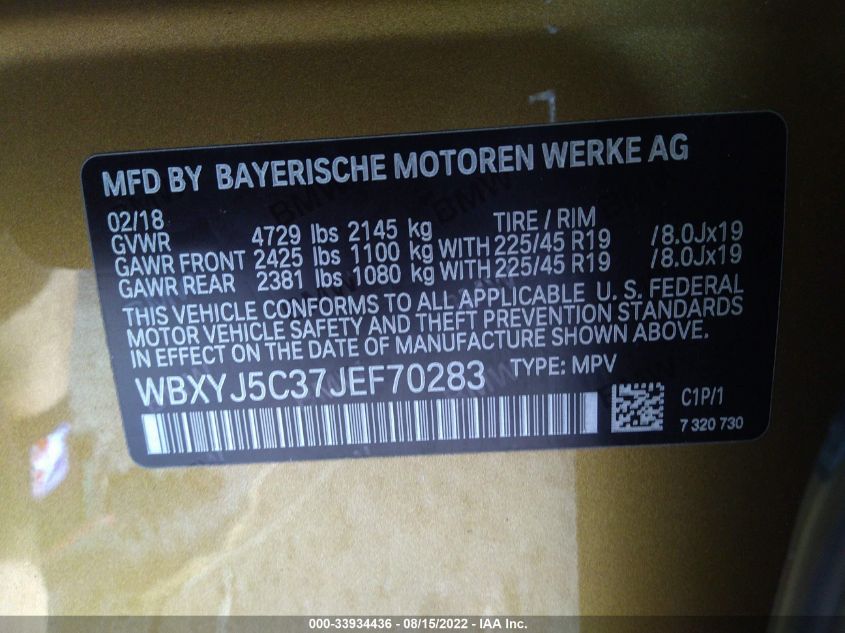 MFD BY BAYERISCHE MOTOREN WERKE AG
02/18 TIRE / RIM
GVWR 4729 lbs 2145 kg
GAWR FRONT 2425 lbs 1100 kg WITH 225/45 R19 /8.0Jx19
GAWR REAR 2381 lbs 1080 kg WITH 225/45 R19 /8.0Jx19
THIS VEHICLE CONFORMS TO ALL APPLICABLE U. S. FEDERAL
MOTOR VEHICLE SAFETY AND THEFT PREVENTION STANDARDS
IN EFFECT ON THE DATE OF MANUFACTURE SHOWN ABOVE.
WBXYJ5C37JEF70283 TYPE: MPV
C1P/1
7 320 730
000-33934436 - 08/15/2022 - IAA Inc.